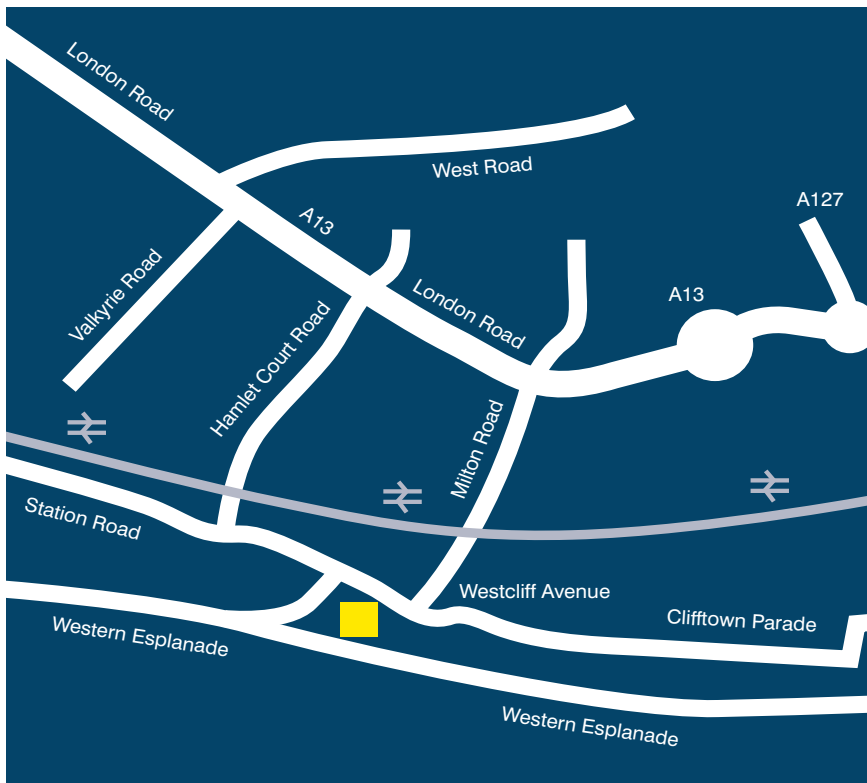 London Road
West Road
A127
A13
Valkyrie Road
A13
London Road
Hamlet Court Road
Milton Road
Station Road
Westcliff Avenue
Clifftown Parade
Western Esplanade
Western Esplanade